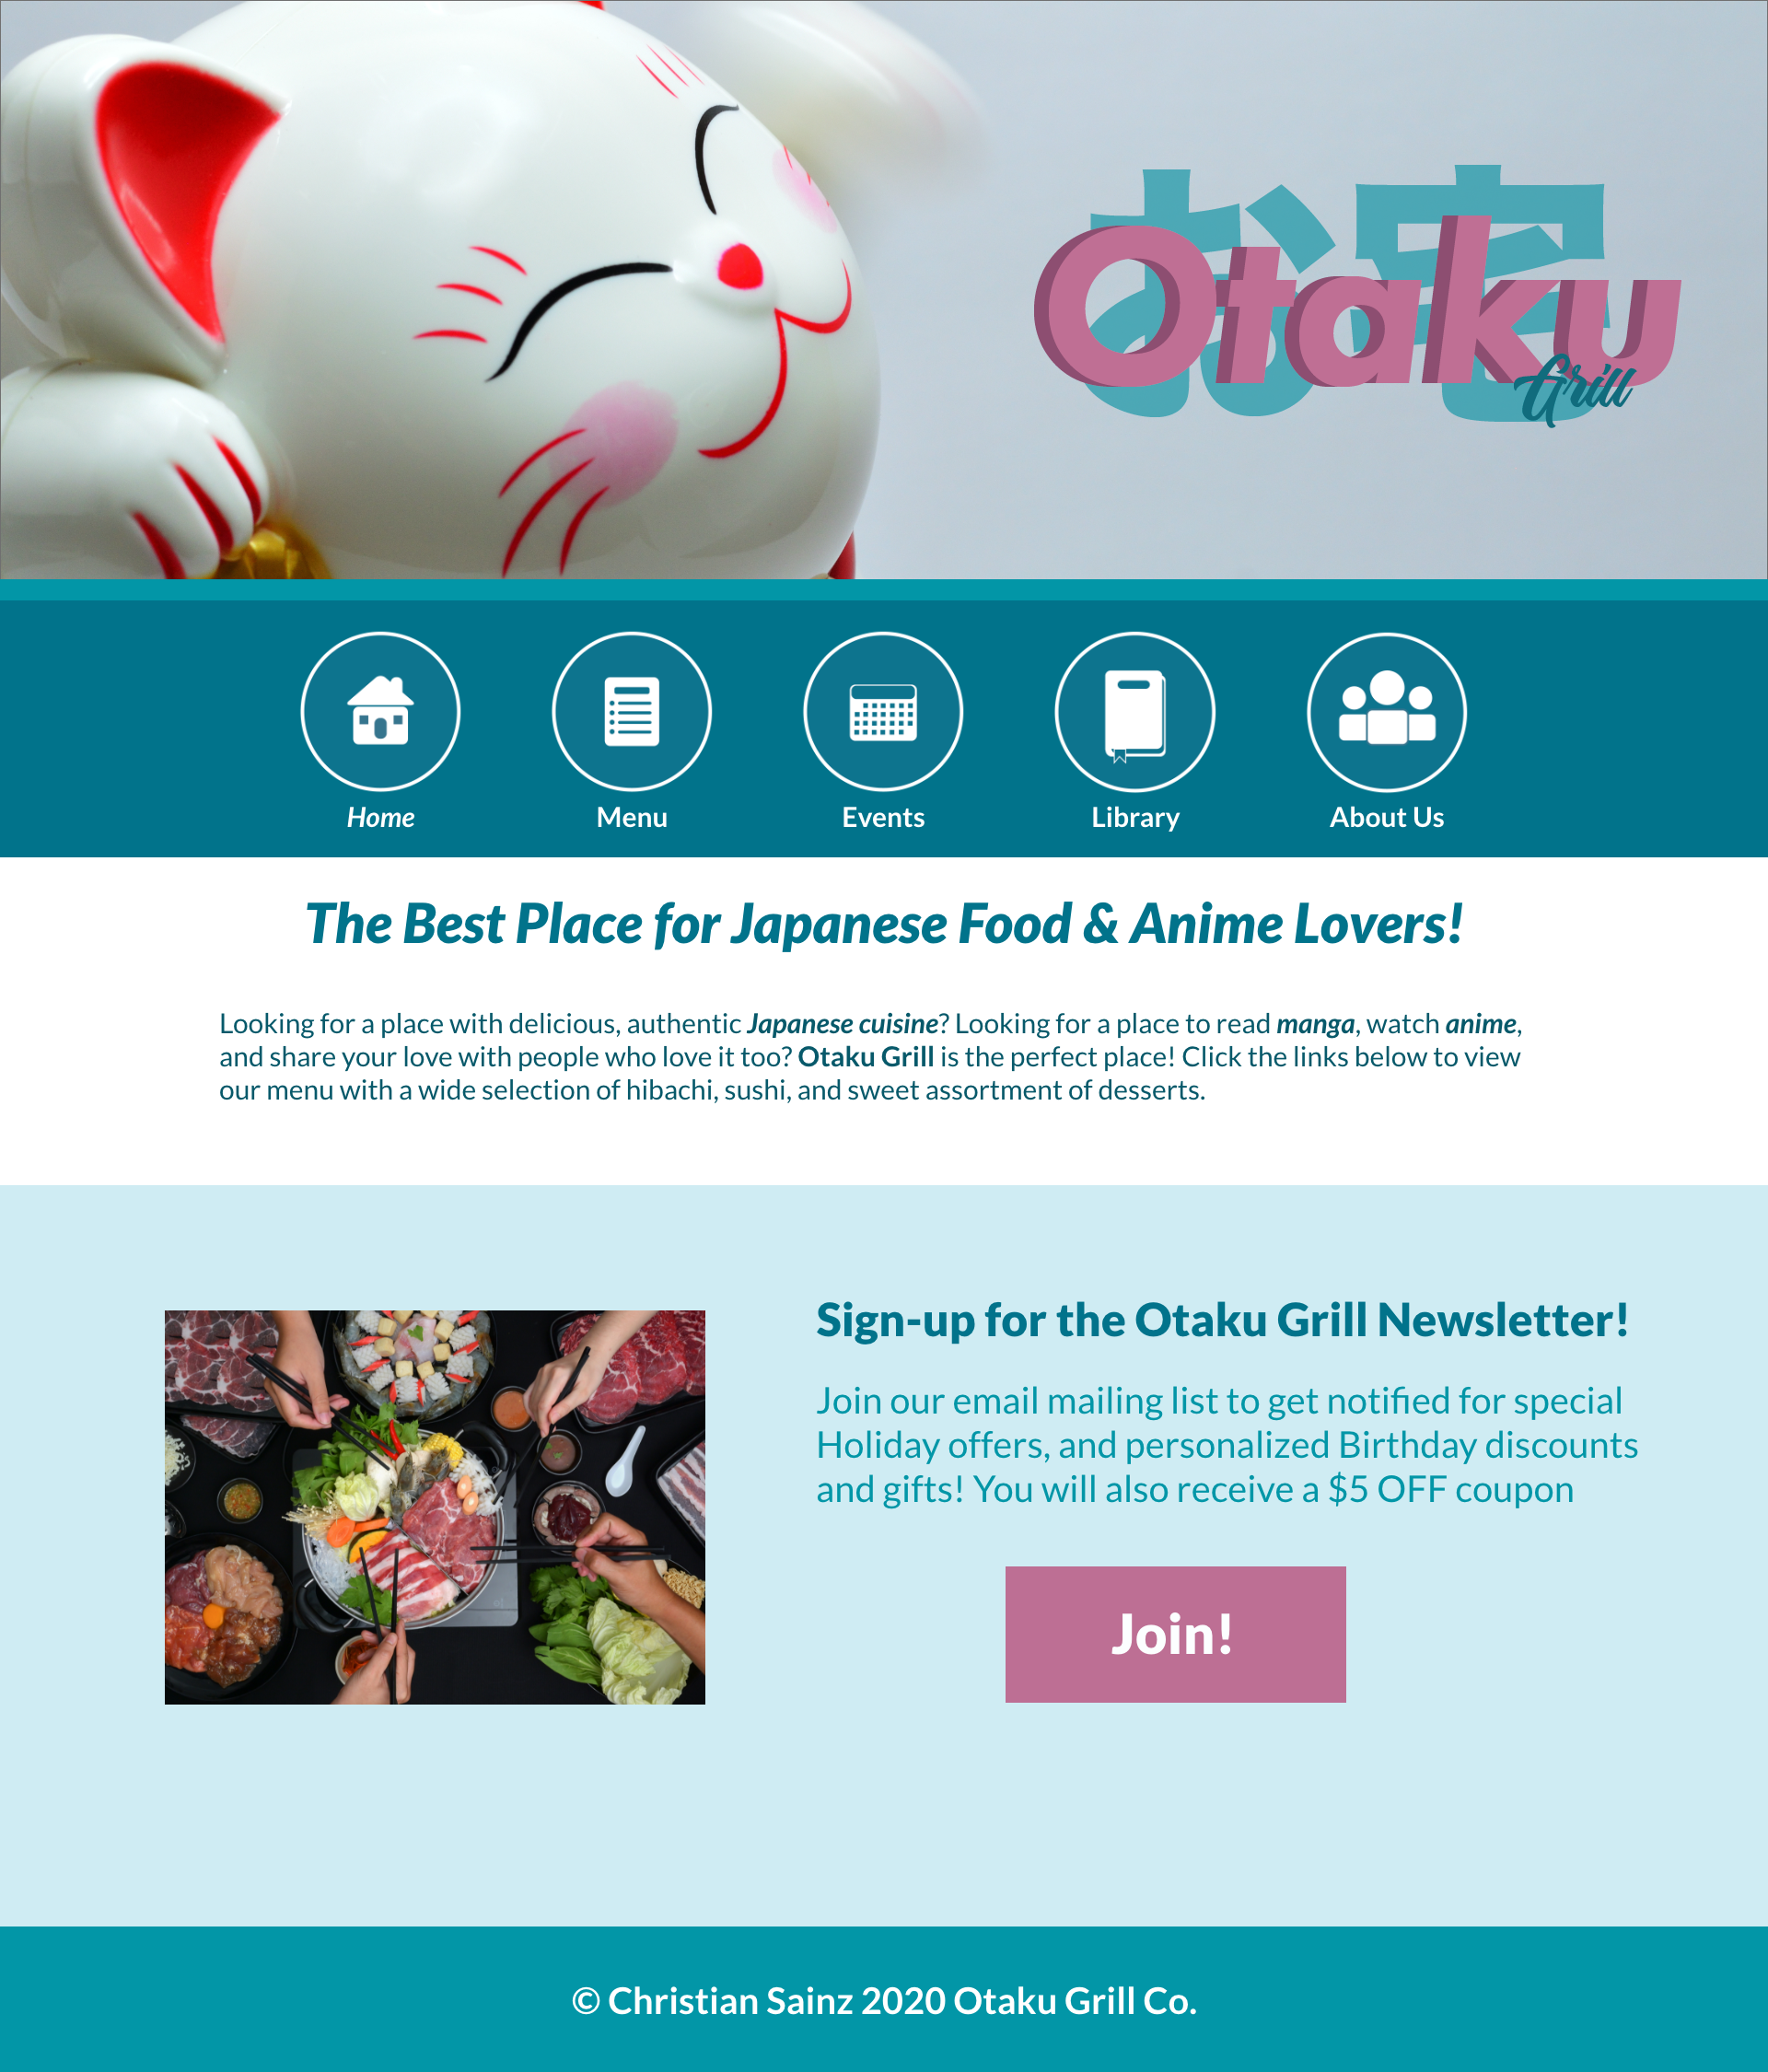 お宅
Otaku
Grill
Home
Menu
Events
Library
About Us
The Best Place for Japanese Food & Anime Lovers!
Looking for a place with delicious, authentic Japanese cuisine? Looking for a place to read manga, watch anime,
and share your love with people who love it too? Otaku Grill is the perfect place! Click the links below to view
our menu with a wide selection of hibachi, sushi, and sweet assortment of desserts.
Sign-up for the Otaku Grill Newsletter!
Join our email mailing list to get notified for special
Holiday offers, and personalized Birthday discounts
and gifts! You will also receive a $5 OFF coupon
Join!
© Christian Sainz 2020 Otaku Grill Co.